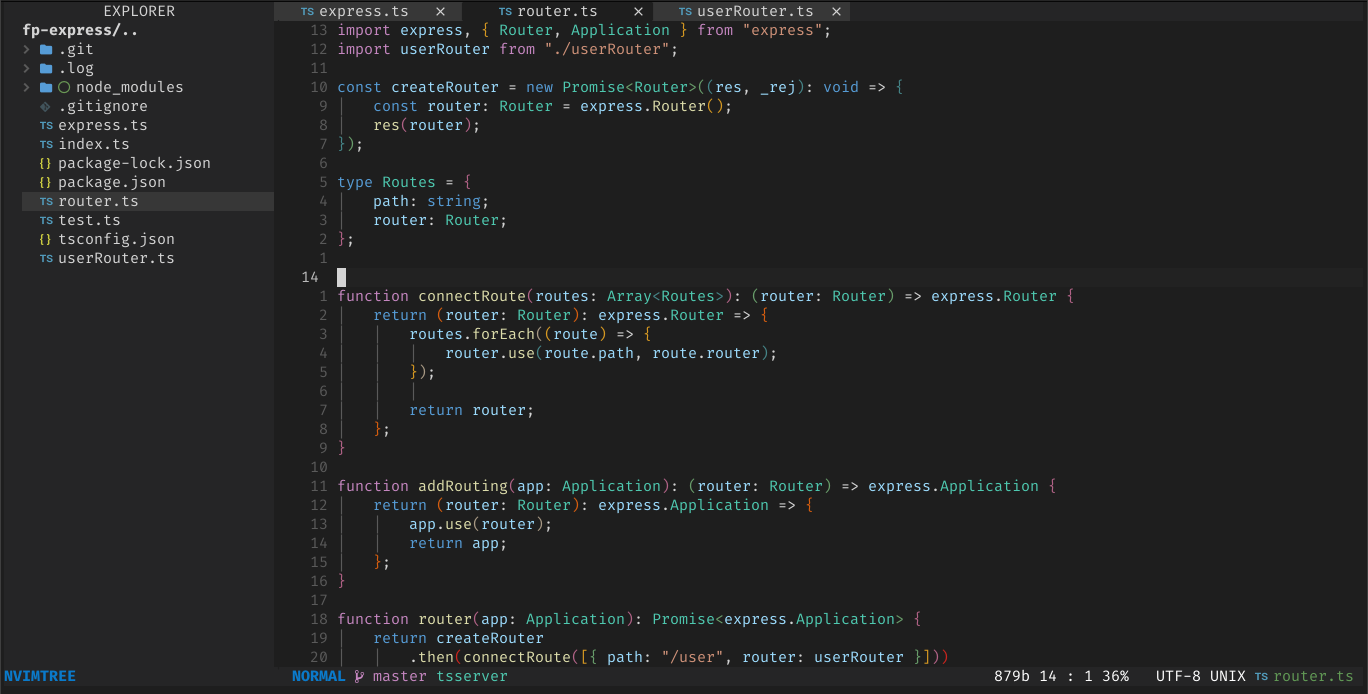 EXPLORER
fp-express/..
.git
.log
node_modules
.gitignore
TS express.ts
TS index.ts
{} package-lock.json
{} package.json
TS router.ts
TS test.ts
{} tsconfig.json
TS userRouter.ts
TS express.ts × TS router.ts × TS userRouter.ts ×
13 import express, { Router, Application } from "express";
12 import userRouter from "./userRouter";
11
10 const createRouter = new Promise<Router>((res, _rej): void => {
9 const router: Router = express.Router();
8 res(router);
7 });
6
5 type Routes = {
4 path: string;
3 router: Router;
2 };
1
14
1 function connectRoute(routes: Array<Routes>): (router: Router) => express.Router {
2 return (router: Router): express.Router => {
3 routes.forEach((route) => {
4 router.use(route.path, route.router);
5 });
6
7 return router;
8 };
9 }
10
11 function addRouting(app: Application): (router: Router) => express.Application {
12 return (router: Router): express.Application => {
13 app.use(router);
14 return app;
15 };
16 }
17
18 function router(app: Application): Promise<express.Application> {
19 return createRouter
20 .then(connectRoute([{ path: "/user", router: userRouter }]))
NVIMTREE NORMAL master tsserver 879b 14 : 1 36% UTF-8 UNIX TS router.ts